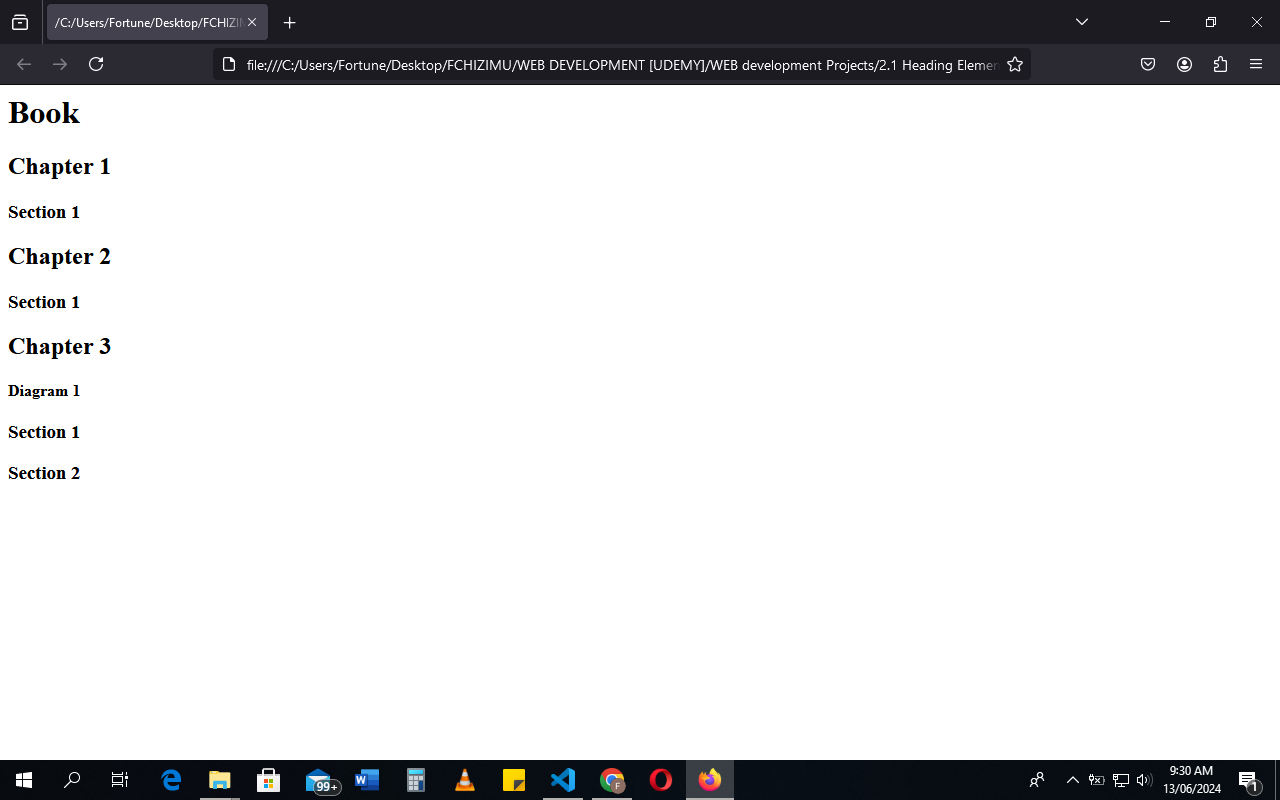 /C:/Users/Fortune/Desktop/FCHIZI
file:///C:/Users/Fortune/Desktop/FCHIZIMU/WEB DEVELOPMENT [UDEMY]/WEB development Projects/2.1 Heading Elemen
Book
Chapter 1
Section 1
Chapter 2
Section 1
Chapter 3
Diagram 1
Section 1
Section 2
99+
W
F
9:30 AM
13/06/2024
1